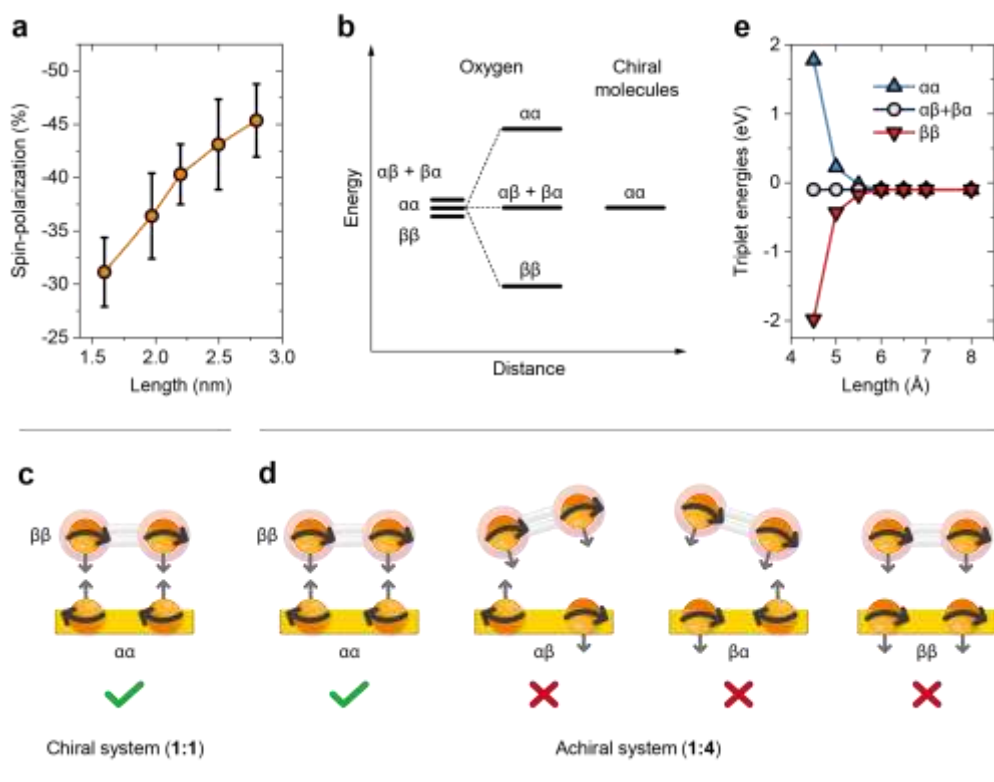 a
-50
-45
-40
-35
-30
-25
1.5
2.0
2.5
3.0
Spin-polarization (%)
Length (nm)
b
Oxygen
Chiral
molecules
αα
αβ + βα
αα
ββ
αβ + βα
αα
ββ
Energy
Distance
e
2
1
0
-1
-2
4
5
6
7
8
αα
αβ+βα
ββ
Triplet energies (eV)
Length (Å)
c
ββ
αα
Chiral system (1:1)
d
ββ
αα
αβ
βα
ββ
Achiral system (1:4)